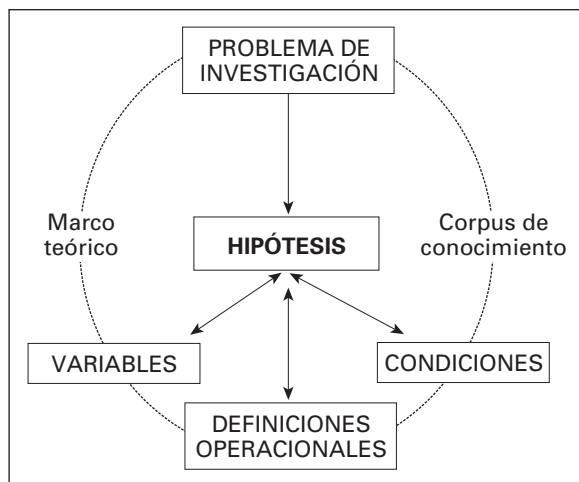 PROBLEMA DE
INVESTIGACIÓN
Marco
teórico
Corpus de
conocimiento
HIPÓTESIS
VARIABLES
CONDICIONES
DEFINICIONES
OPERACIONALES